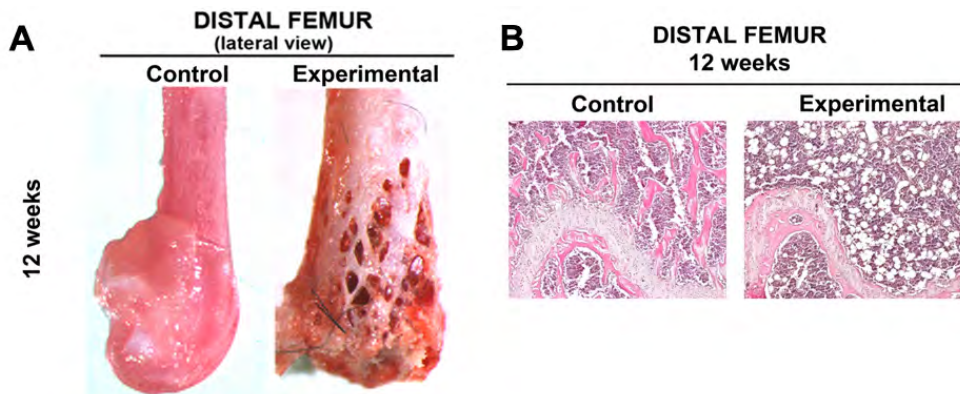 A
DISTAL FEMUR
(lateral view)
Control
Experimental
12 weeks
B
DISTAL FEMUR
12 weeks
Control
Experimental